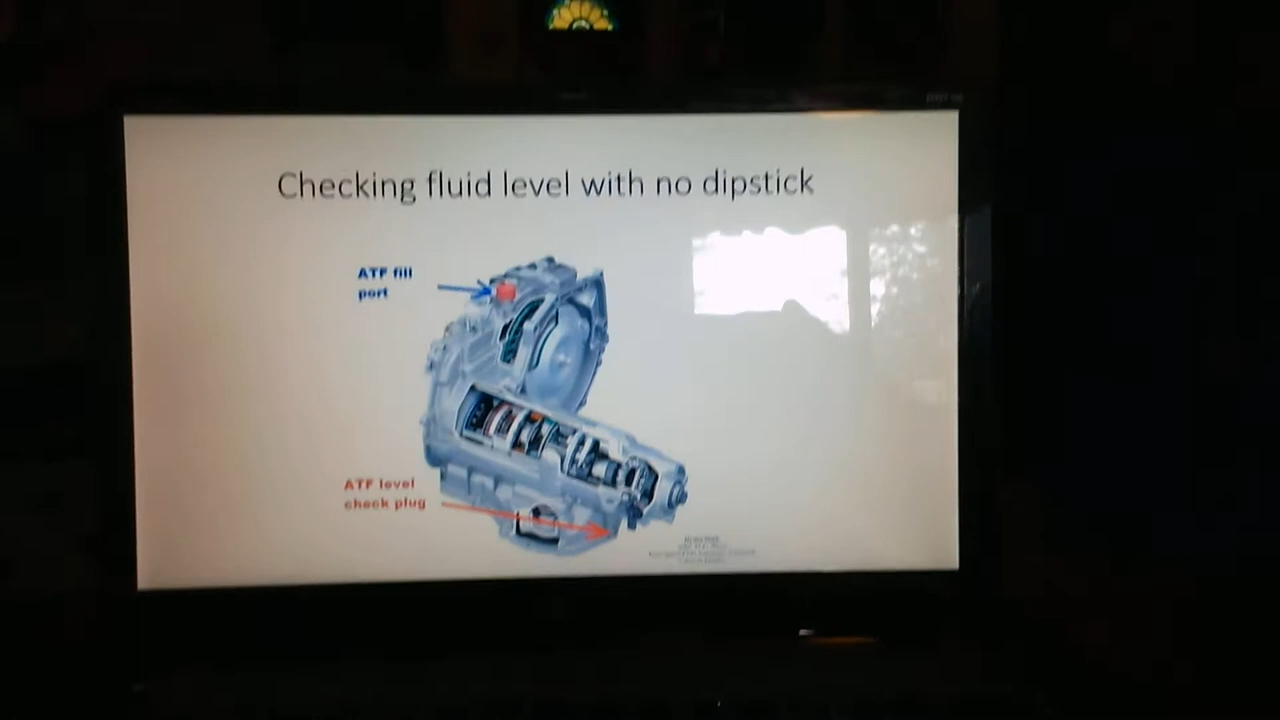 Checking fluid level with no dipstick
ATF fill
port
ATF level
check plug